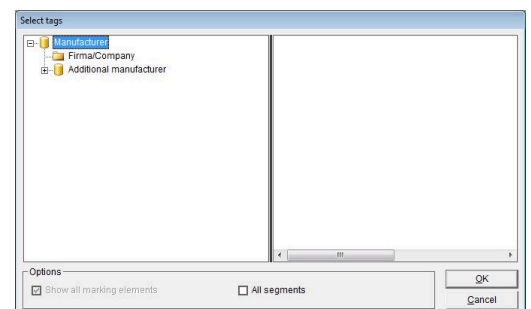 Select tags
Manufacturer
Firma/Company
Additional manufacturer
Options
Show all marking elements
All segments
OK
Cancel